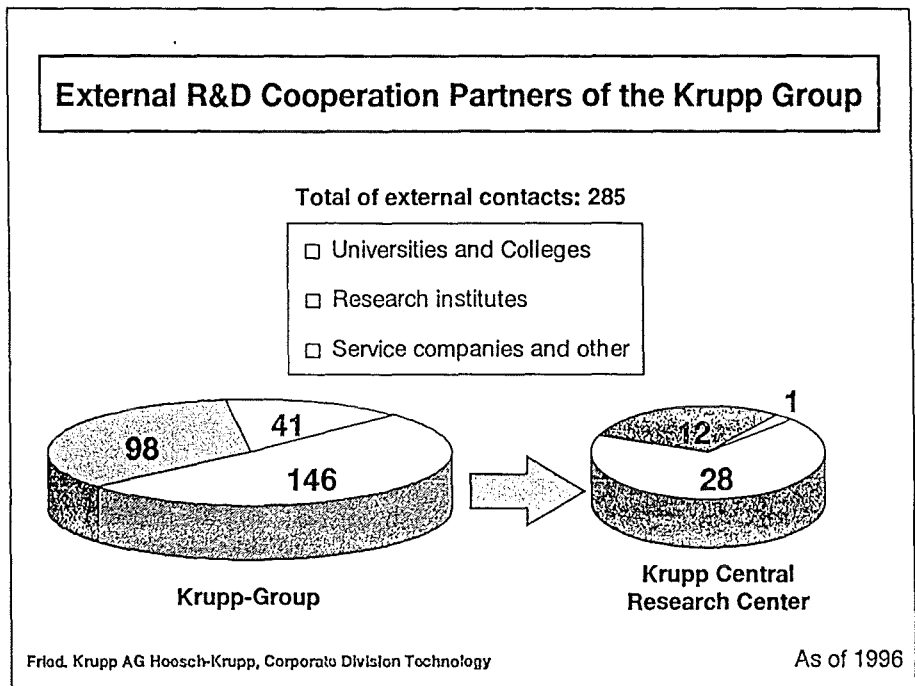 External R&D Cooperation Partners of the Krupp Group
Total of external contacts: 285
Universities and Colleges
Research institutes
Service companies and other
41
98
146
1
12
28
Krupp-Group
Krupp Central
Research Center
Fried. Krupp AG Hoesch-Krupp, Corporate Division Technology
As of 1996